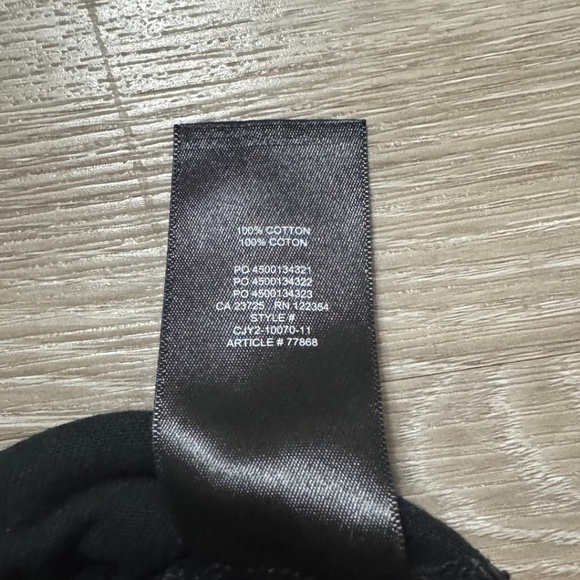 100% COTTON
100% COTON
PO 4500134321
PO 4500134322
PO 4500134323
CA 23725 RN 122384
STYLE #
CJY2-10070-11
ARTICLE # 77868